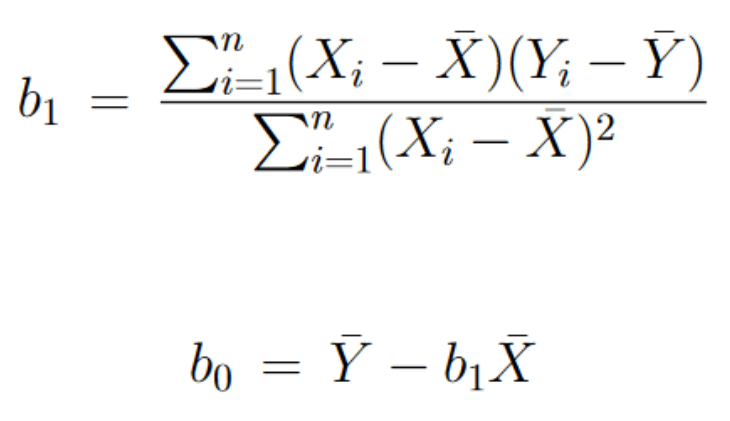 b₁ = ∑ⁿᵢ₌₁(Xᵢ − X̄)(Yᵢ − Ȳ) / ∑ⁿᵢ₌₁(Xᵢ − X̄)²
b₀ = Ȳ − b₁X̄